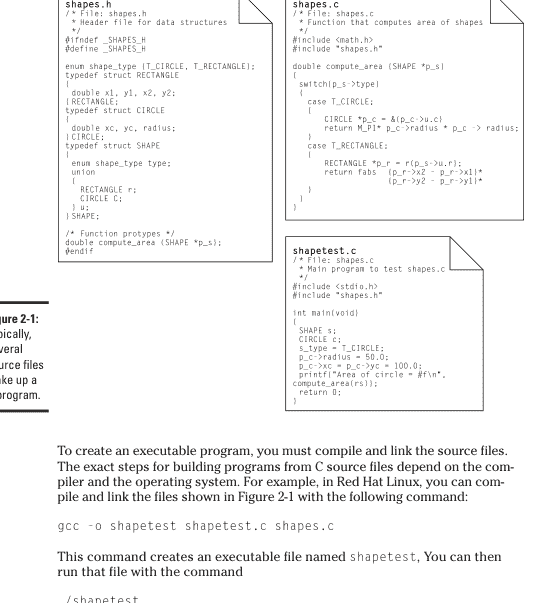 shapes.h
/* File: shapes.h
* Header file for data structures
*/
#ifndef _SHAPES_H
#define _SHAPES_H
enum shape_type {T_CIRCLE, T_RECTANGLE};
typedef struct RECTANGLE
{
double x1, y1, x2, y2;
}RECTANGLE;
typedef struct CIRCLE
{
double xc, yc, radius;
}CIRCLE;
typedef struct SHAPE
{
enum shape_type type;
union
{
RECTANGLE r;
CIRCLE C;
} u;
}SHAPE;
/* Function protypes */
double compute_area (SHAPE *p_s);
#endif
shapes.c
/* File: shapes.c
* Function that computes area of shapes
*/
#include <math.h>
#include "shapes.h"
double compute_area (SHAPE *p_s)
{
switch(p_s->type)
{
case T_CIRCLE;
{
CIRCLE *p_c = &(p_c->u.c)
return M_PI* p_c->radius * p_c -> radius;
}
case T_RECTANGLE;
{
RECTANGLE *p_r = r(p_s->u.r);
return fabs (p_r->x2 - p_r->x1)*
(p_r->y2 - p_r->y1)*
}
}
}
shapetest.c
/* File: shapes.c
* Main program to test shapes.c
*/
#include <stdio.h>
#include "shapes.h"
int main(void)
{
SHAPE s;
CIRCLE c;
s_type = T_CIRCLE;
p_c->radius = 50.0;
p_c->xc = p_c->yc = 100.0;
printf("Area of circle = #f\n",
compute_area(rs));
return 0;
}
ure 2-1:
pically,
veral
urce files
ake up a
program.
To create an executable program, you must compile and link the source files.
The exact steps for building programs from C source files depend on the com-
piler and the operating system. For example, in Red Hat Linux, you can com-
pile and link the files shown in Figure 2-1 with the following command:
gcc -o shapetest shapetest.c shapes.c
This command creates an executable file named shapetest, You can then
run that file with the command
/shapetest